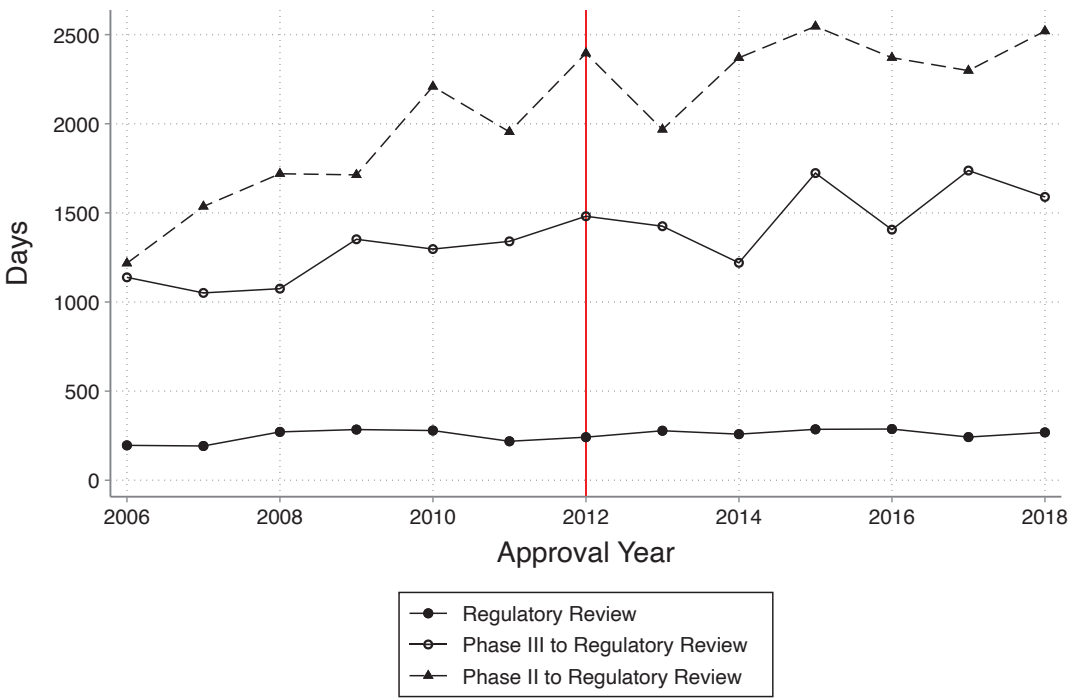 2500
2000
1500
1000
500
0
Days
2006 2008 2010 2012 2014 2016 2018
Approval Year
Regulatory Review
Phase III to Regulatory Review
Phase II to Regulatory Review